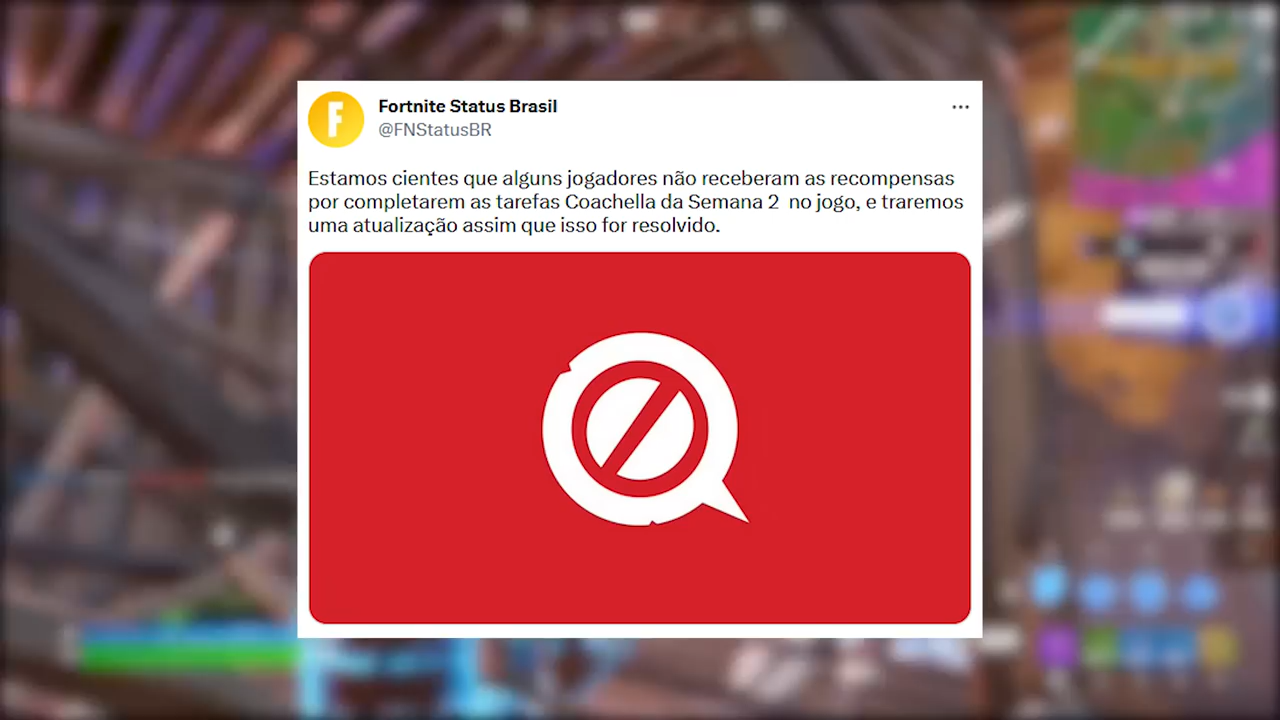 Fortnite Status Brasil
@FNStatusBR
Estamos cientes que alguns jogadores não receberam as recompensas
por completarem as tarefas Coachella da Semana 2  no jogo, e traremos
uma atualização assim que isso for resolvido.